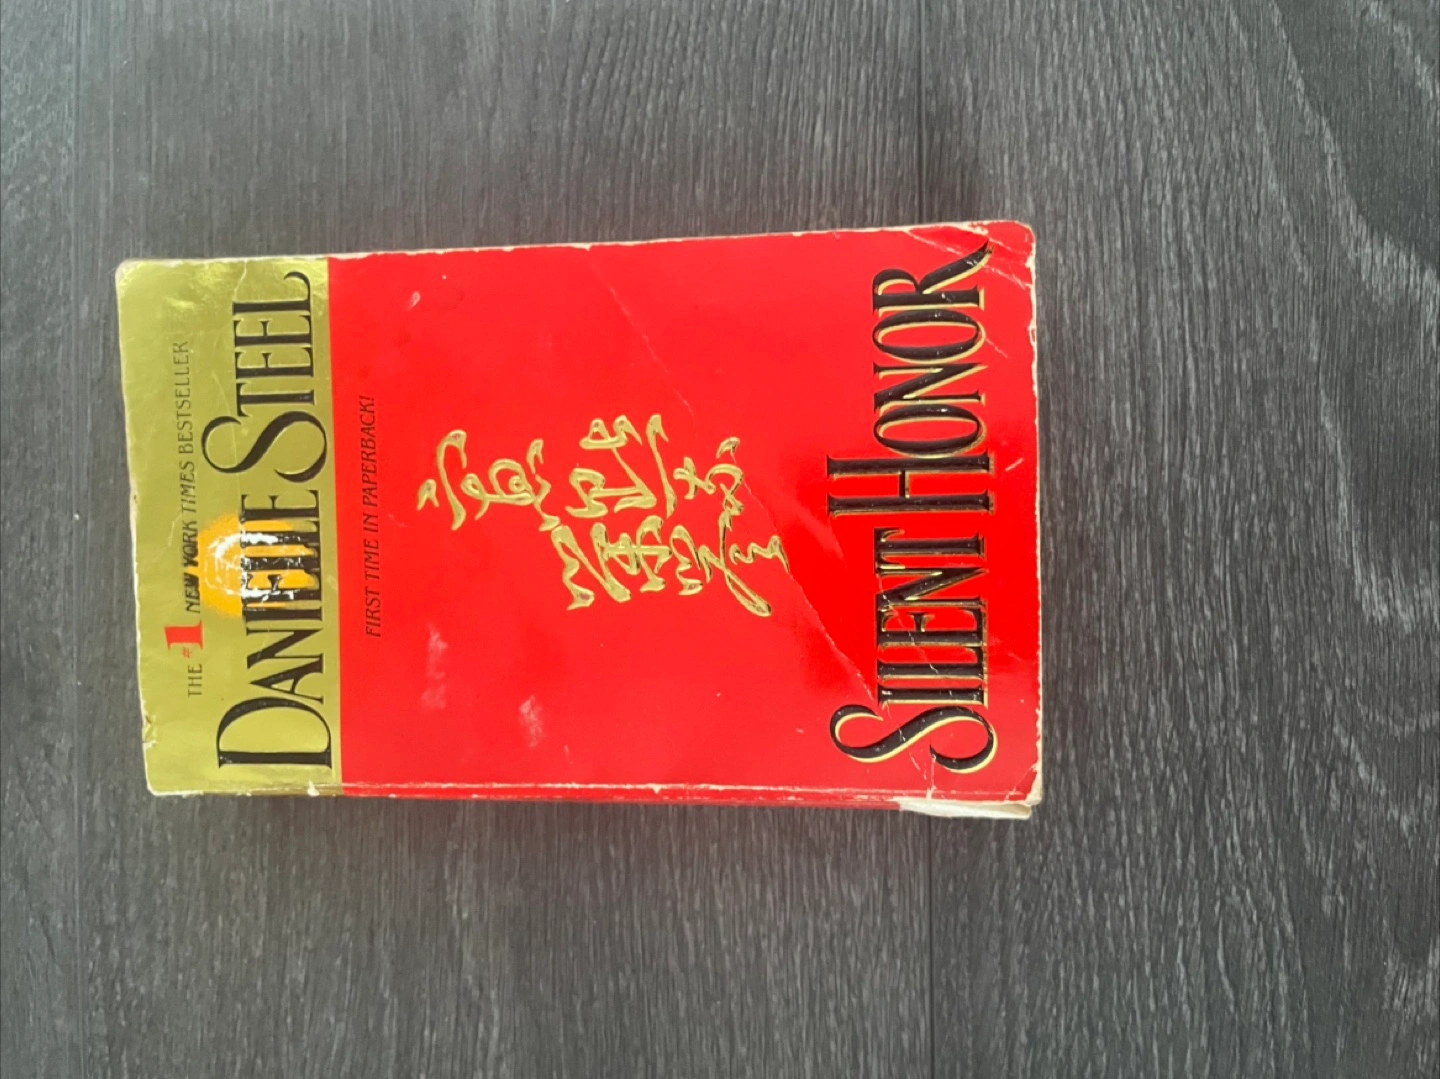 THE #1 NEW YORK TIMES BESTSELLER
DANIELLE STEEL
FIRST TIME IN PAPERBACK!
SILENT HONOR